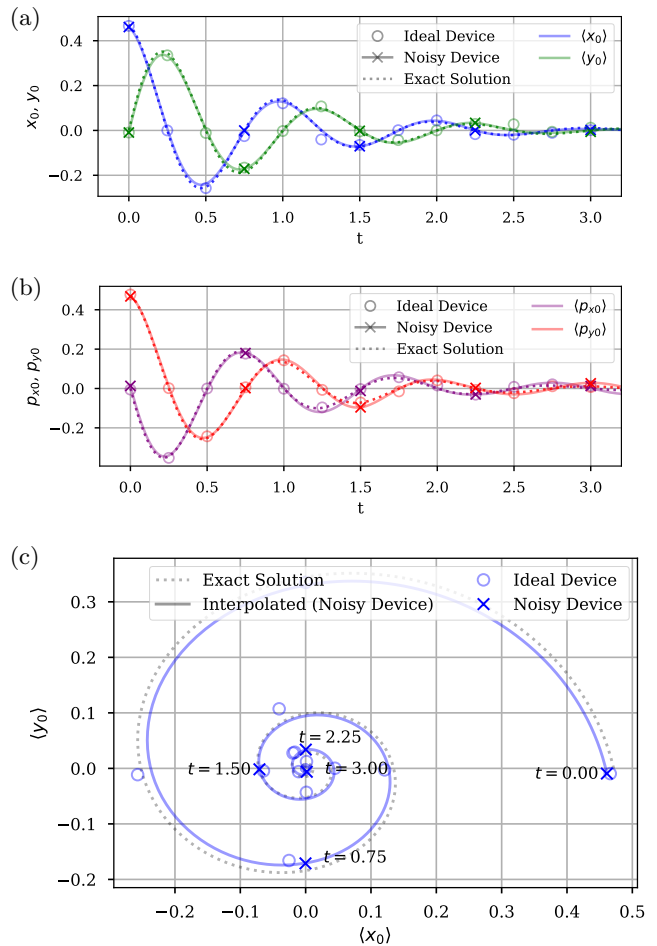 (a)
0.4
0.2
0.0
−0.2
x0, y0
Ideal Device
Noisy Device
Exact Solution
⟨x0⟩
⟨y0⟩
0.0 0.5 1.0 1.5 2.0 2.5 3.0
t
(b)
0.4
0.2
0.0
−0.2
px0, py0
Ideal Device
Noisy Device
Exact Solution
⟨px0⟩
⟨py0⟩
0.0 0.5 1.0 1.5 2.0 2.5 3.0
t
(c)
0.3
0.2
0.1
0.0
−0.1
−0.2
⟨y0⟩
Exact Solution
Interpolated (Noisy Device)
Ideal Device
Noisy Device
t = 2.25
t = 1.50
t = 3.00
t = 0.00
t = 0.75
−0.2 −0.1 0.0 0.1 0.2 0.3 0.4 0.5
⟨x0⟩